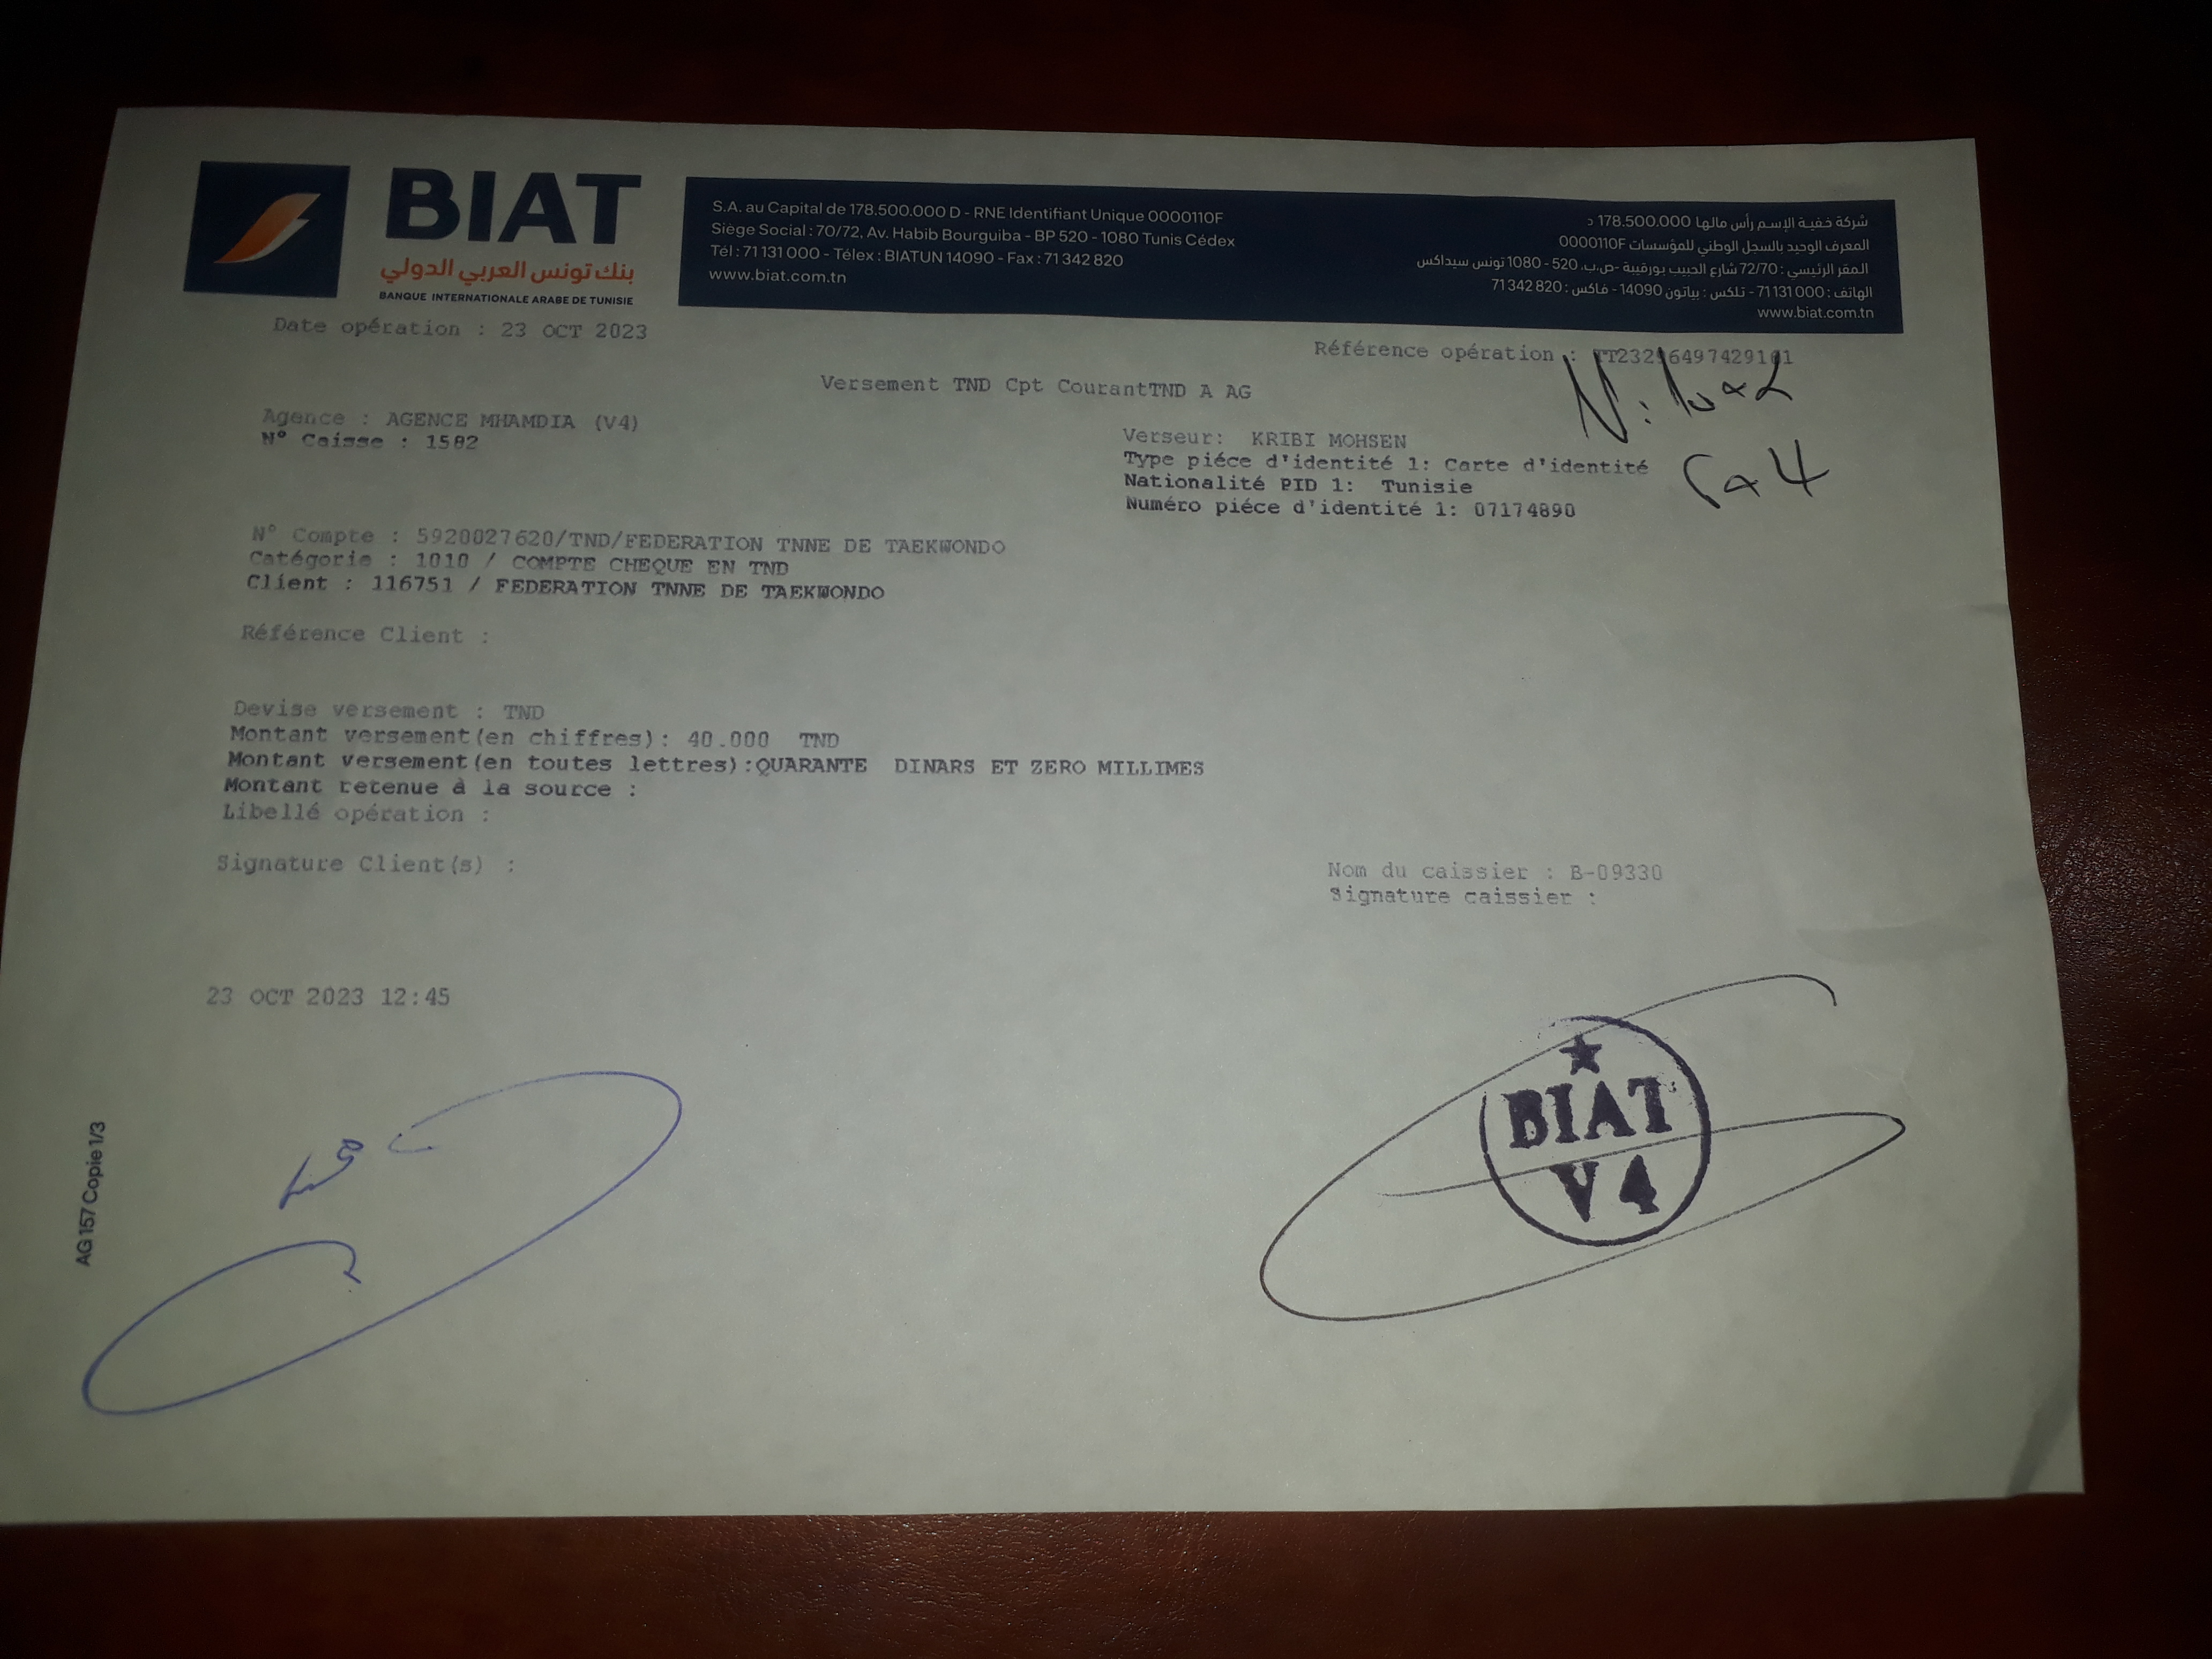 BIAT
بنك تونس العربي الدولي
BANQUE INTERNATIONALE ARABE DE TUNISIE
S.A. au Capital de 178.500.000 D - RNE Identifiant Unique 0000110F
Siège Social : 70/72, Av. Habib Bourguiba - BP 520 - 1080 Tunis Cédex
Tél : 71 131 000 - Télex : BIATUN 14090 - Fax : 71 342 820
www.biat.com.tn
شركة خفية الإسم رأس مالها 178.500.000 د
المعرف الوحيد بالسجل الوطني للمؤسسات 0000110F
المقر الرئيسي : 72/70 شارع الحبيب بورقيبة -ص.ب. 520 - 1080 تونس سيداكس
الهاتف : 71 131 000 - تلكس : بياتون 14090 - فاكس : 71 342 820
www.biat.com.tn
Date opération : 23 OCT 2023
Référence opération :
Versement TND Cpt CourantTND A AG
Agence : AGENCE MHAMDIA (V4)
N° Caisse : 1582
Verseur: KRIBI MOHSEN
Type piéce d'identité 1: Carte d'identité
Nationalité PID 1: Tunisie
Numéro piéce d'identité 1: 07174890
N° Compte : 5920027620/TND/FEDERATION TNNE DE TAEKWONDO
Catégorie : 1010 / COMPTE CHEQUE EN TND
Client : 116751 / FEDERATION TNNE DE TAEKWONDO
Référence Client :
Devise versement : TND
Montant versement(en chiffres): 40.000 TND
Montant versement(en toutes lettres):QUARANTE DINARS ET ZERO MILLIMES
Montant retenue à la source :
Libellé opération :
Signature Client(s) :
Nom du caissier : B-09330
Signature caissier :
23 OCT 2023 12:45
BIAT
V4
AG 157 Copie 1/3